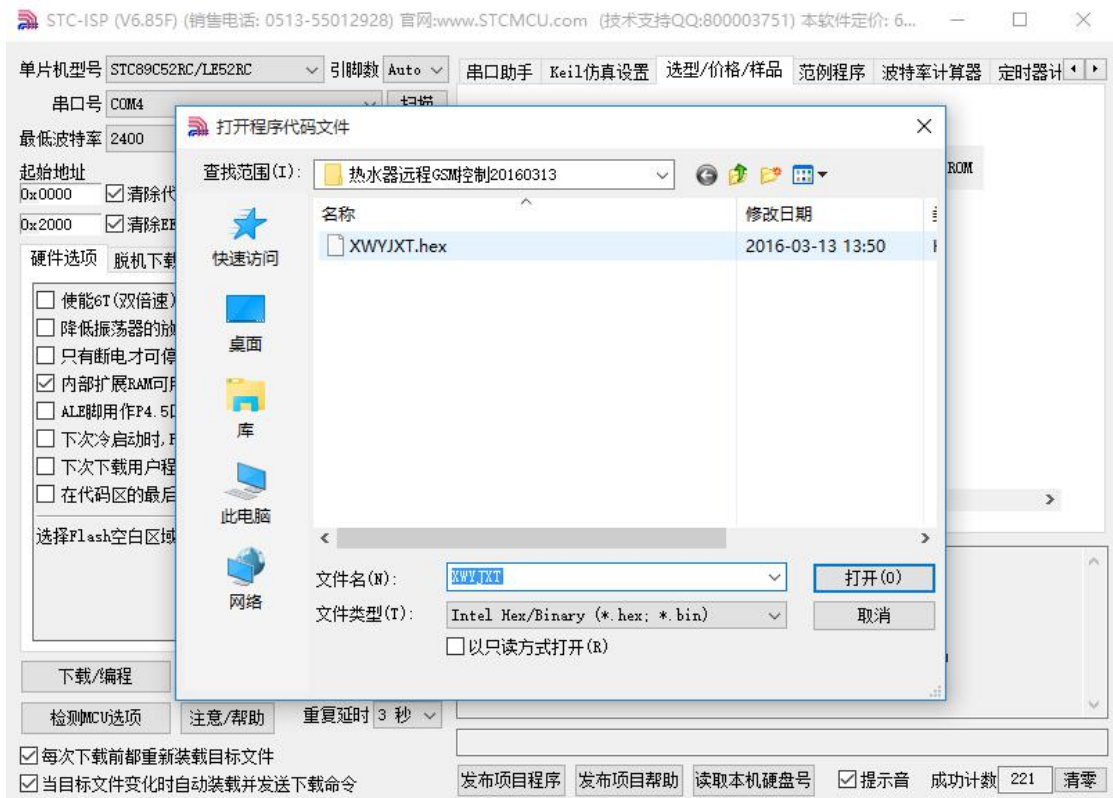 STC-ISP (V6.85F) (销售电话: 0513-55012928) 官网:www.STCMCU.com (技术支持QQ:800003751) 本软件定价: 6...
单片机型号 STC89C52RC/LE52RC 引脚数 Auto
串口助手 Keil仿真设置 选型/价格/样品 范例程序 波特率计算器 定时器计
串口号 COM4 扫描
最低波特率 2400
打开程序代码文件
起始地址
查找范围(I): 热水器远程GSM控制20160313
ROM
0x0000 清除代
名称 修改日期
0x2000 清除EE
XWYJXT.hex 2016-03-13 13:50
快速访问
硬件选项 脱机下载
使能6T(双倍速)
降低振荡器的放
桌面
只有断电才可停
内部扩展RAM可用
ALE脚用作P4.5口
库
下次冷启动时,P
下次下载用户程
在代码区的最后
此电脑
选择Flash空白区域
文件名(N): XWYJXT 打开(O)
网络
文件类型(T): Intel Hex/Binary (*.hex; *.bin) 取消
以只读方式打开(R)
下载/编程
检测MCU选项 注意/帮助 重复延时 3 秒
每次下载前都重新装载目标文件
当目标文件变化时自动装载并发送下载命令
发布项目程序 发布项目帮助 读取本机硬盘号 提示音 成功计数 221 清零